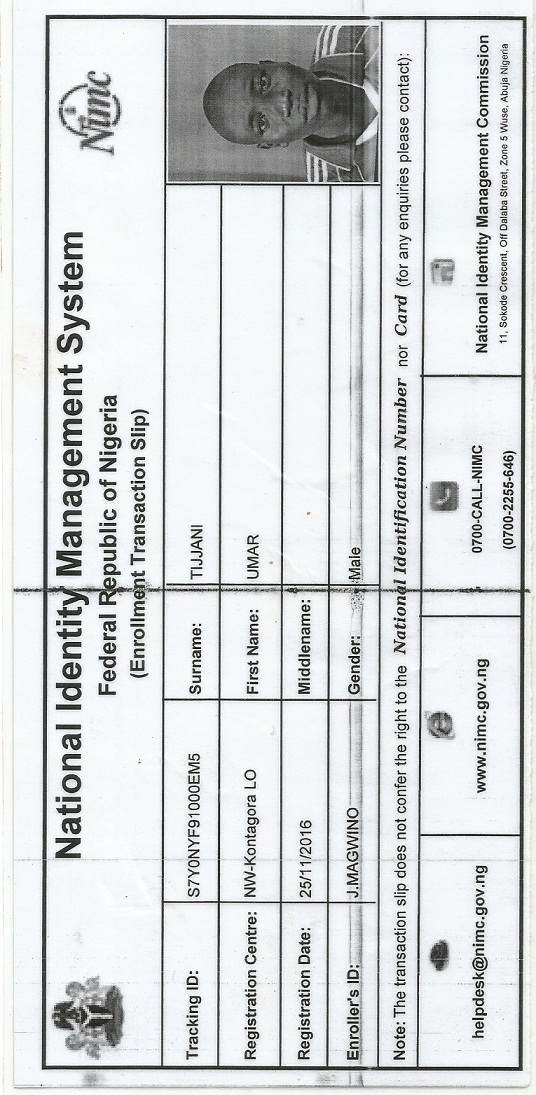 National Identity Management System
Federal Republic of Nigeria
(Enrollment Transaction Slip)
Nimc
Tracking ID: S7Y0NYF91000EM5 Surname: TIJJANI
Registration Centre: NW-Kontagora LO First Name: UMAR
Registration Date: 25/11/2016 Middlename:
Enroller's ID: J.MAGWINO Gender: Male
Note: The transaction slip does not confer the right to the National Identification Number nor Card (for any enquiries please contact):
helpdesk@nimc.gov.ng
www.nimc.gov.ng
0700-CALL-NIMC
(0700-2255-646)
National Identity Management Commission
11, Sokode Crescent, Off Dalaba Street, Zone 5 Wuse, Abuja Nigeria